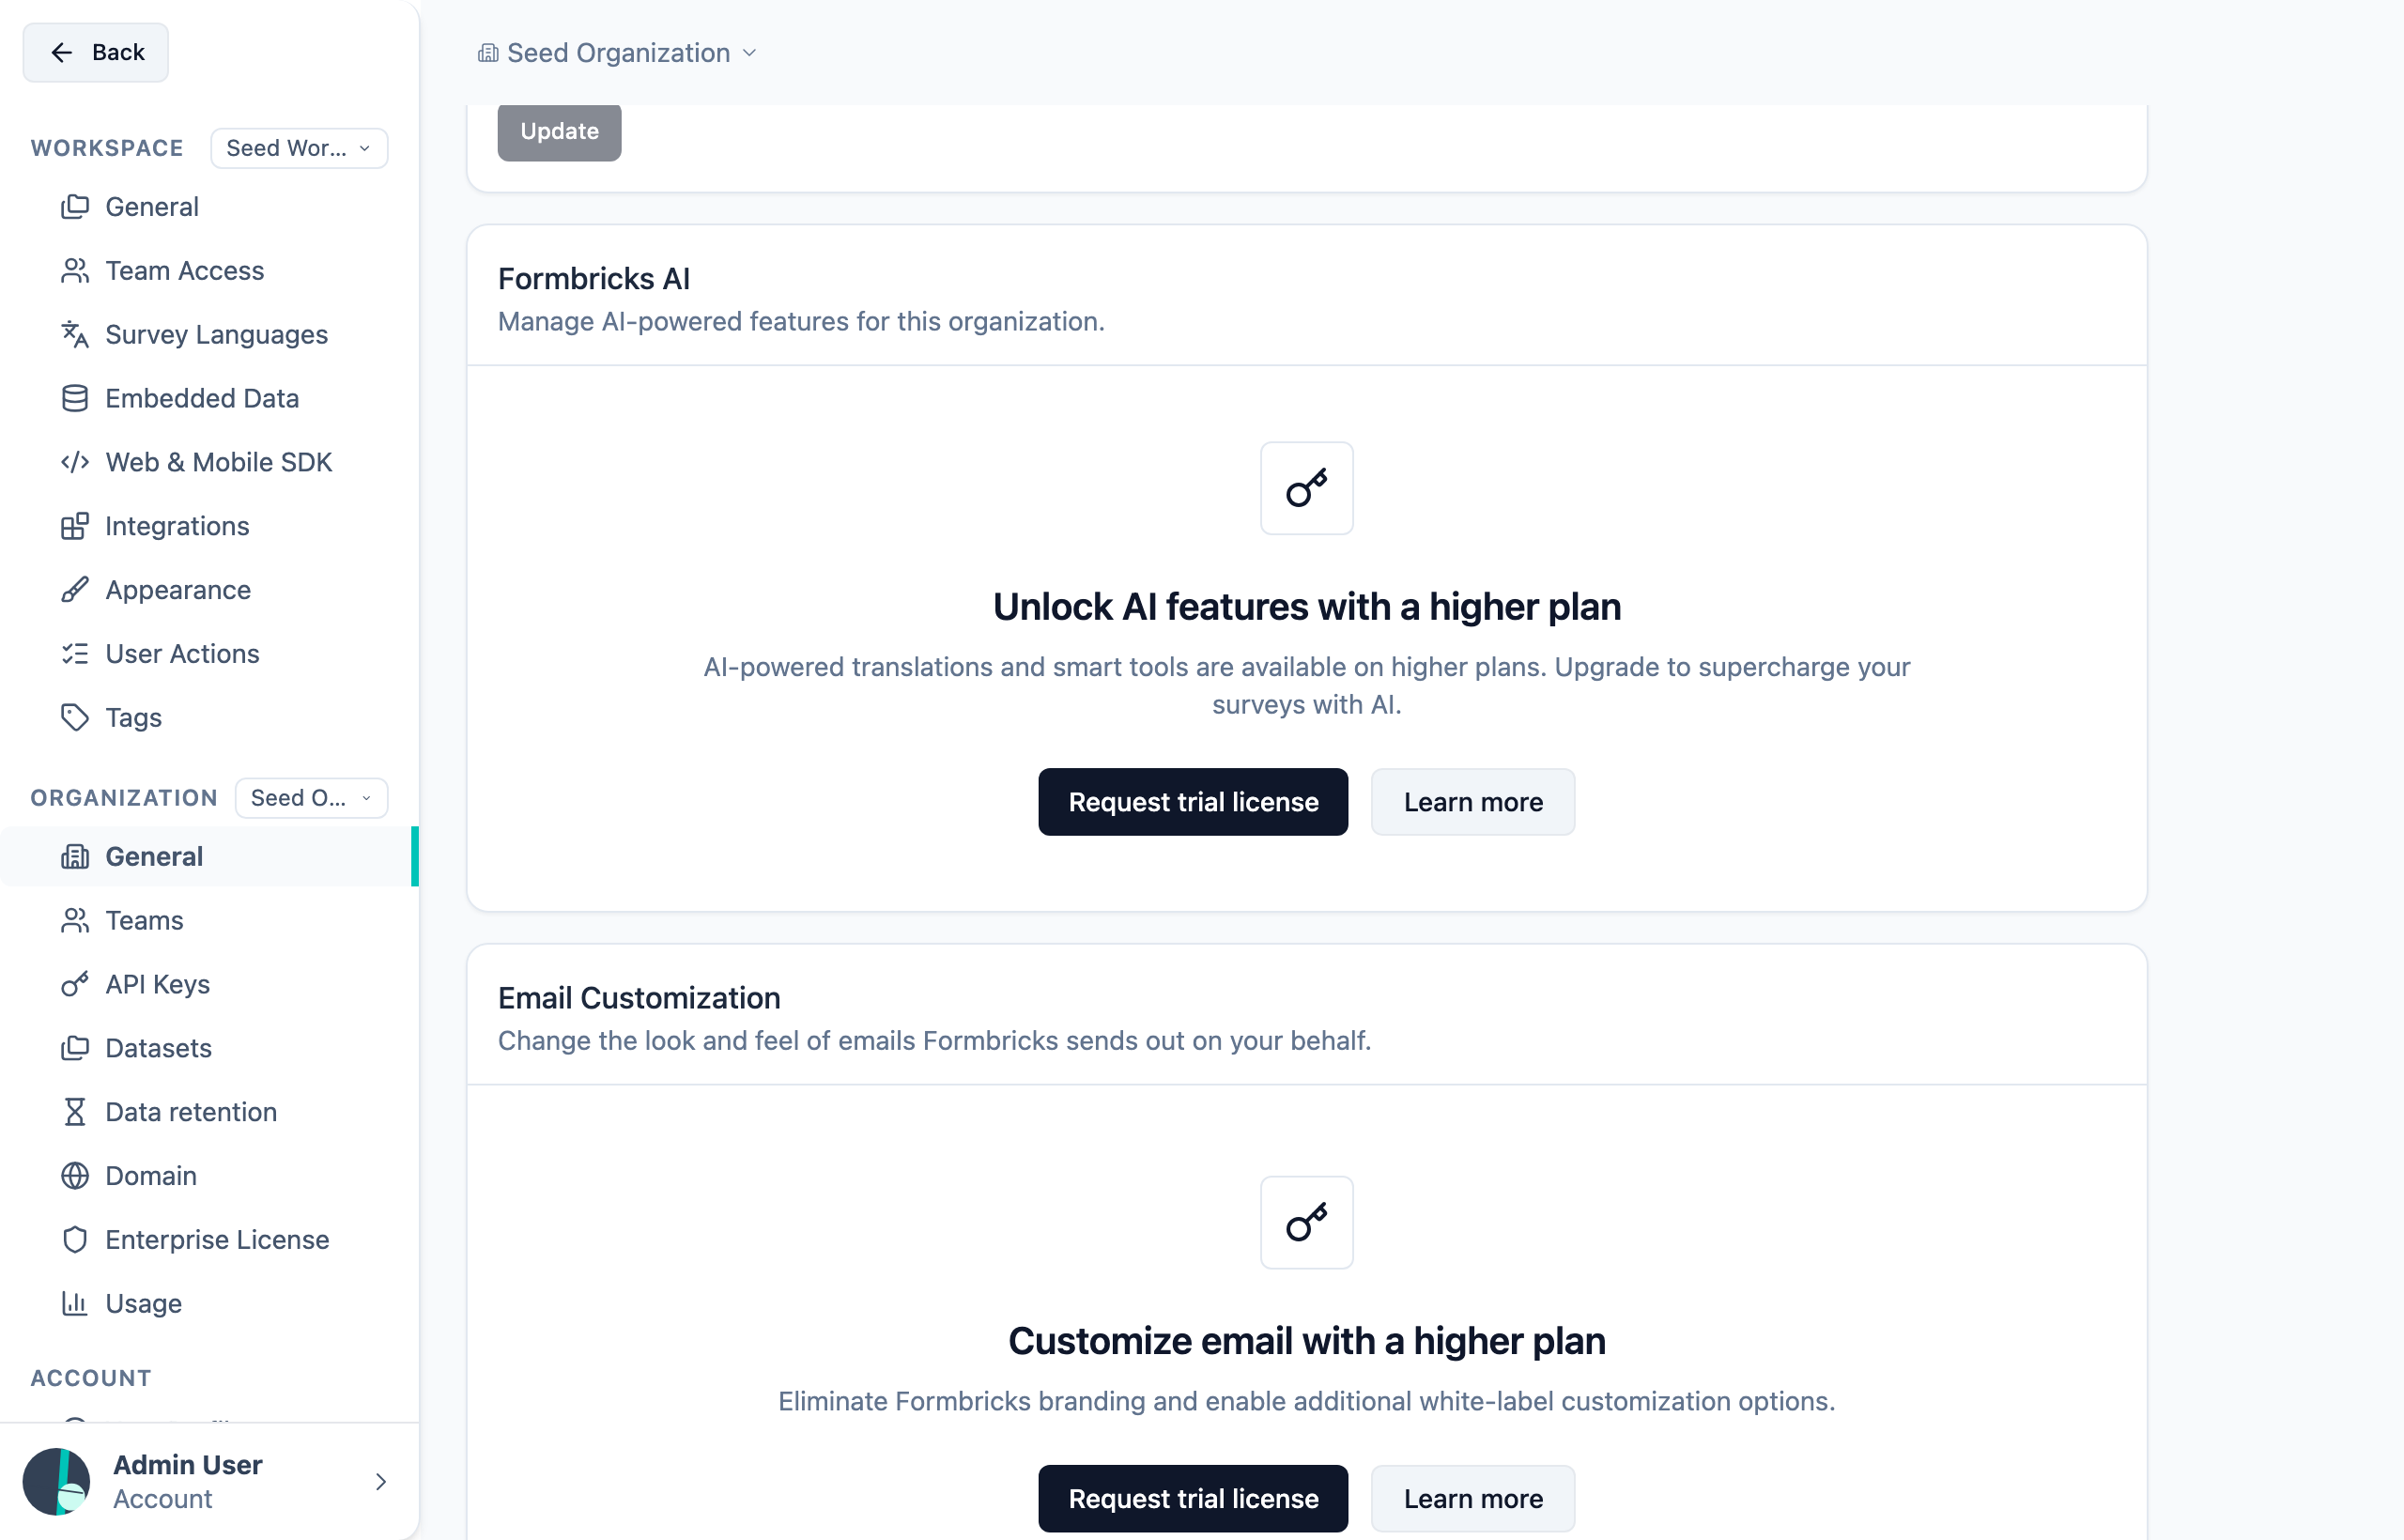 Back
WORKSPACE
Seed Wor...
General
Team Access
Survey Languages
Embedded Data
Web & Mobile SDK
Integrations
Appearance
User Actions
Tags
ORGANIZATION
Seed O...
General
Teams
API Keys
Datasets
Data retention
Domain
Enterprise License
Usage
ACCOUNT
Admin User
Account
Seed Organization
Update
Formbricks AI
Manage AI-powered features for this organization.
Unlock AI features with a higher plan
AI-powered translations and smart tools are available on higher plans. Upgrade to supercharge your
surveys with AI.
Request trial license
Learn more
Email Customization
Change the look and feel of emails Formbricks sends out on your behalf.
Customize email with a higher plan
Eliminate Formbricks branding and enable additional white-label customization options.
Request trial license
Learn more